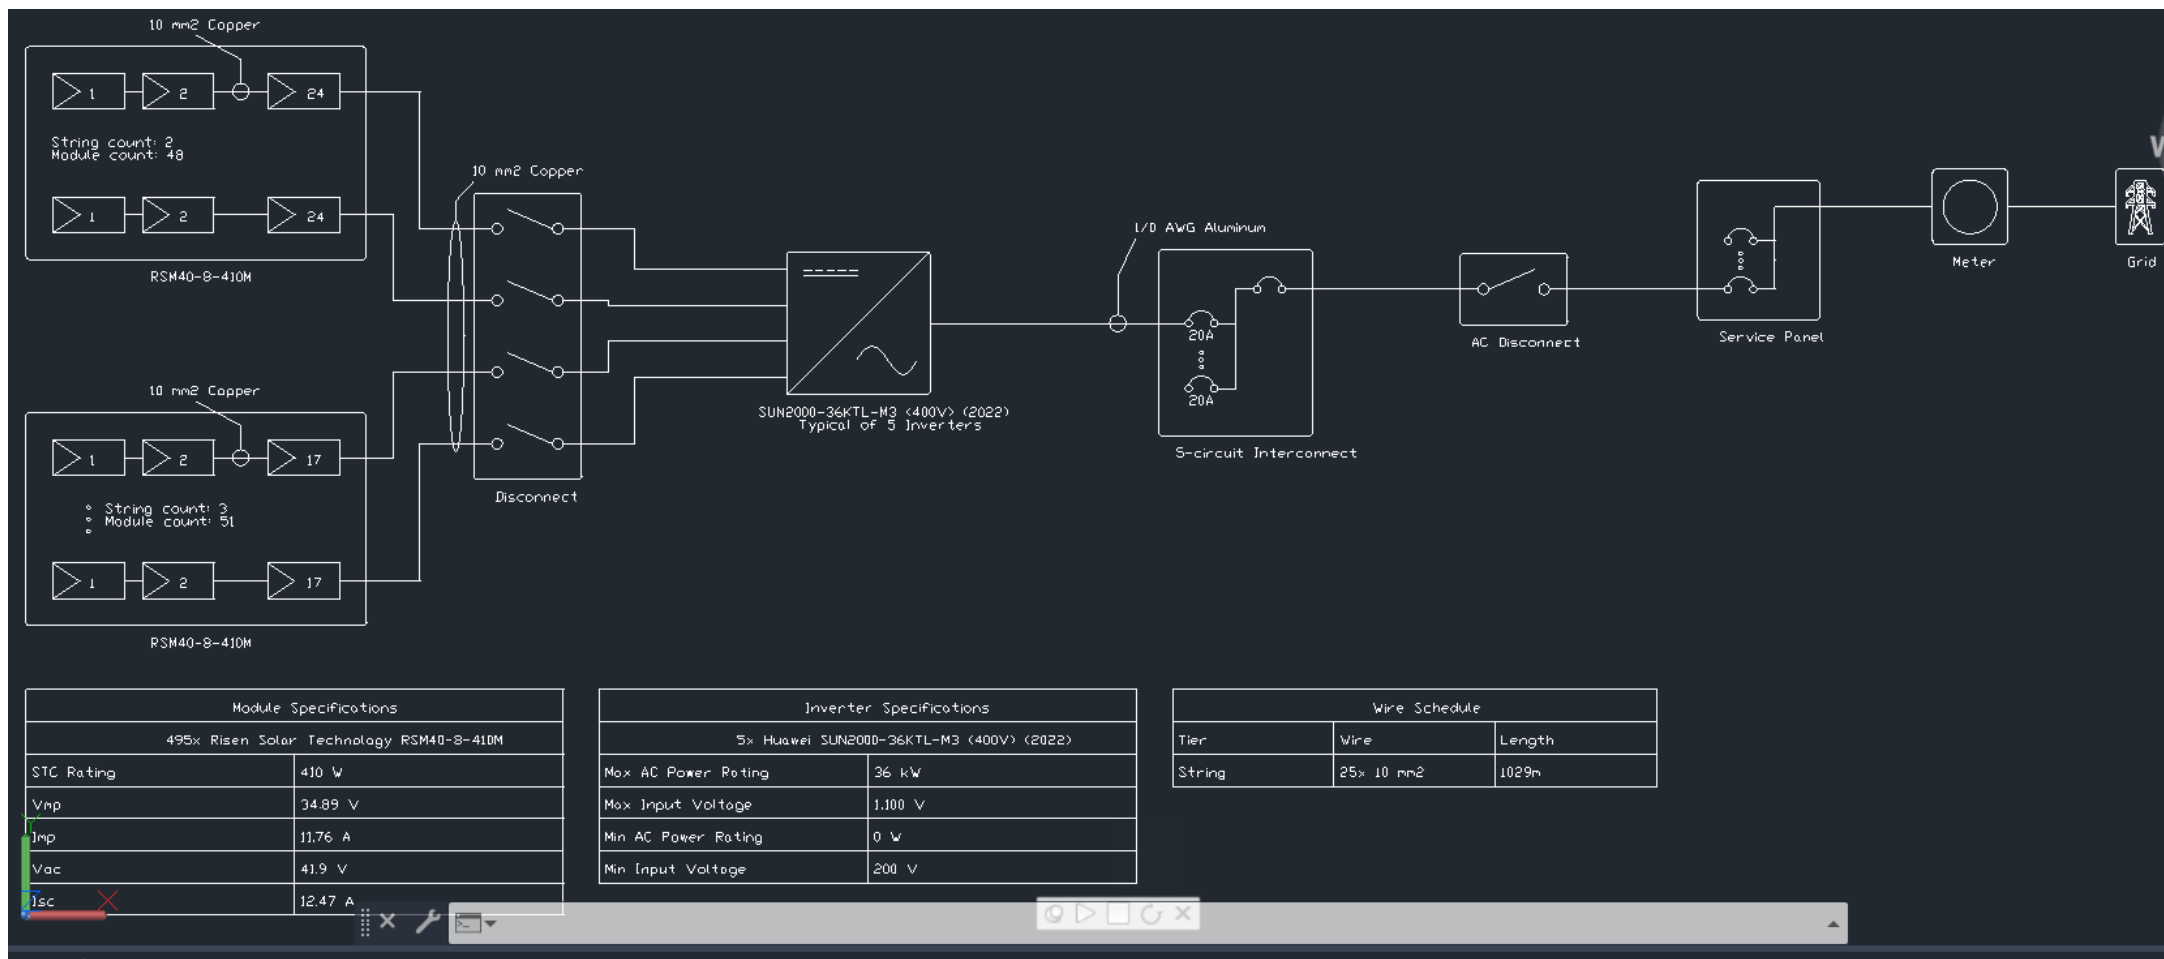 10 mm2 Copper
1 2 24
String count: 2
Module count: 48
1 2 24
RSM40-8-410M
10 mm2 Copper
1 2 17
String count: 3
Module count: 51
1 2 17
RSM40-8-410M
10 mm2 Copper
Disconnect
SUN2000-36KTL-M3 (400V) (2022)
Typical of 5 Inverters
1/0 AWG Aluminum
20A
20A
5-circuit Interconnect
AC Disconnect
Service Panel
Meter
Grid
W
Module Specifications
495x Risen Solar Technology RSM40-8-410M
STC Rating 410 W
Vmp 34.89 V
Imp 11.76 A
Voc 41.9 V
Isc 12.47 A
Inverter Specifications
5x Huawei SUN2000-36KTL-M3 (400V) (2022)
Max AC Power Rating 36 kW
Max Input Voltage 1,100 V
Min AC Power Rating 0 W
Min Input Voltage 200 V
Wire Schedule
Tier Wire Length
String 25x 10 mm2 1029m